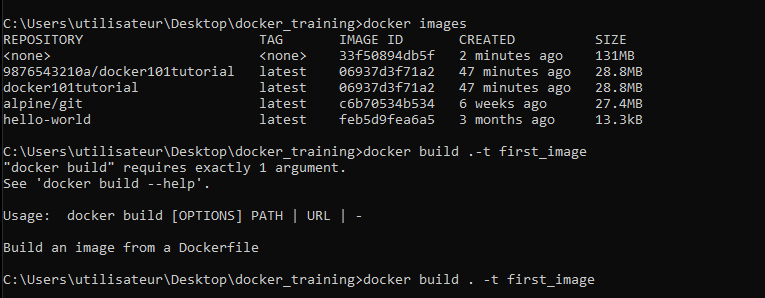 C:\Users\utilisateur\Desktop\docker_training>docker images
REPOSITORY                     TAG       IMAGE ID       CREATED          SIZE
<none>                         <none>    33f50894db5f   2 minutes ago    131MB
9876543210a/docker101tutorial  latest    06937d3f71a2   47 minutes ago   28.8MB
docker101tutorial              latest    06937d3f71a2   47 minutes ago   28.8MB
alpine/git                     latest    c6b70534b534   6 weeks ago      27.4MB
hello-world                    latest    feb5d9fea6a5   3 months ago     13.3kB
C:\Users\utilisateur\Desktop\docker_training>docker build .-t first_image
"docker build" requires exactly 1 argument.
See 'docker build --help'.
Usage:  docker build [OPTIONS] PATH | URL | -
Build an image from a Dockerfile
C:\Users\utilisateur\Desktop\docker_training>docker build . -t first_image